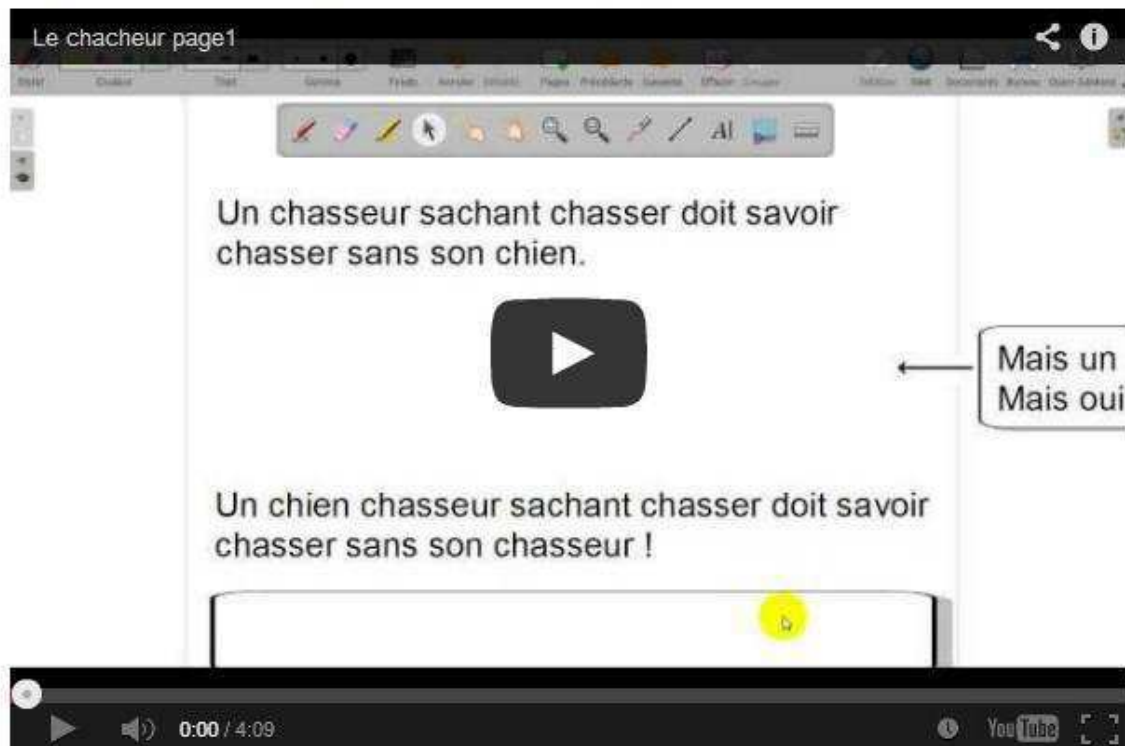 Le chacheur page1
Un chasseur sachant chasser doit savoir
chasser sans son chien.
Mais un
Mais oui
Un chien chasseur sachant chasser doit savoir
chasser sans son chasseur !
0:00 / 4:09
YouTube